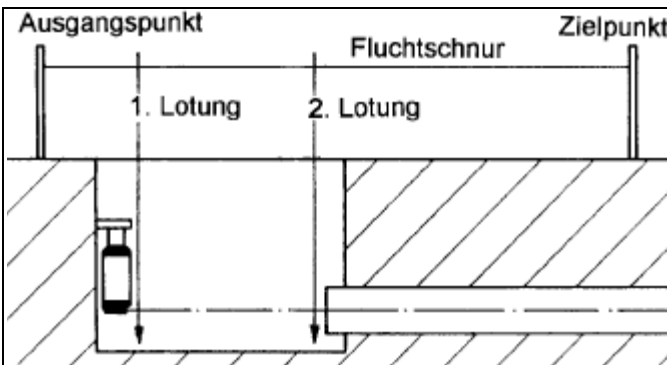 Ausgangspunkt
Zielpunkt
Fluchtschnur
1. Lotung
2. Lotung